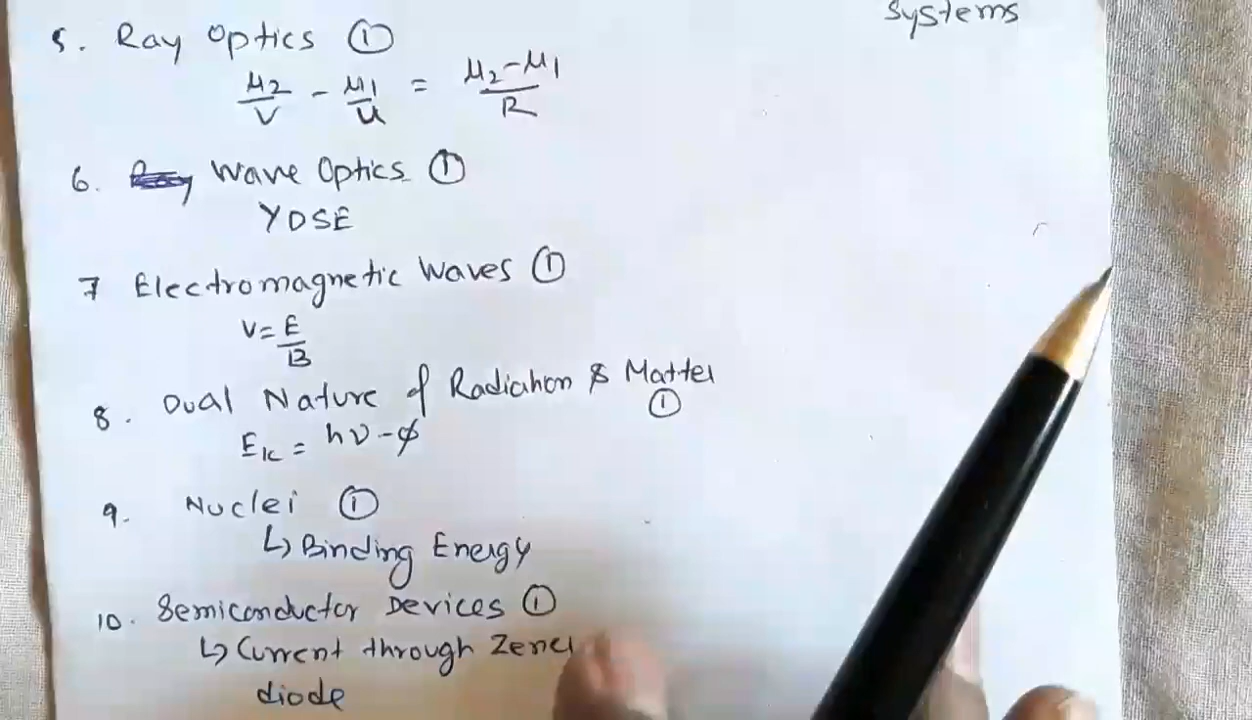 Systems
5. Ray Optics ①
μ2/V - μ1/u = μ2-μ1/R
6. Wave Optics ①
YDSE
7 Electromagnetic Waves ①
V = E/B
8. Dual Nature of Radiation & Matter ①
EK = hν - φ
9. Nuclei ①
↳ Binding Energy
10. Semiconductor Devices ①
↳ Current through Zener
diode